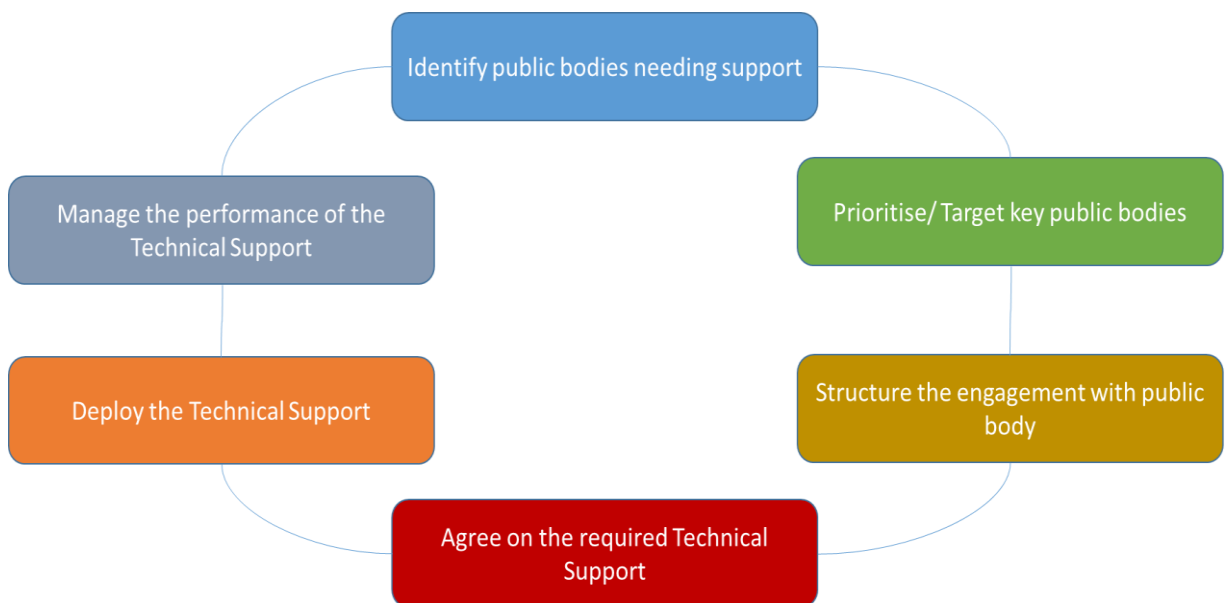 Identify public bodies needing support
Prioritise/ Target key public bodies
Structure the engagement with public
body
Agree on the required Technical
Support
Deploy the Technical Support
Manage the performance of the
Technical Support